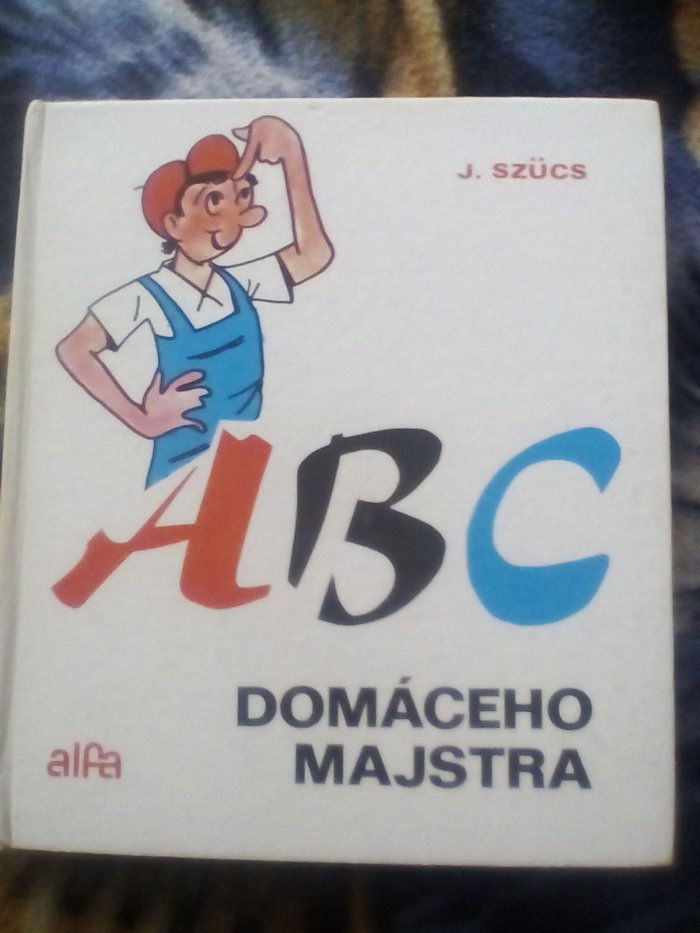 J. SZÜCS
ABC
DOMÁCEHO
MAJSTRA
alfa